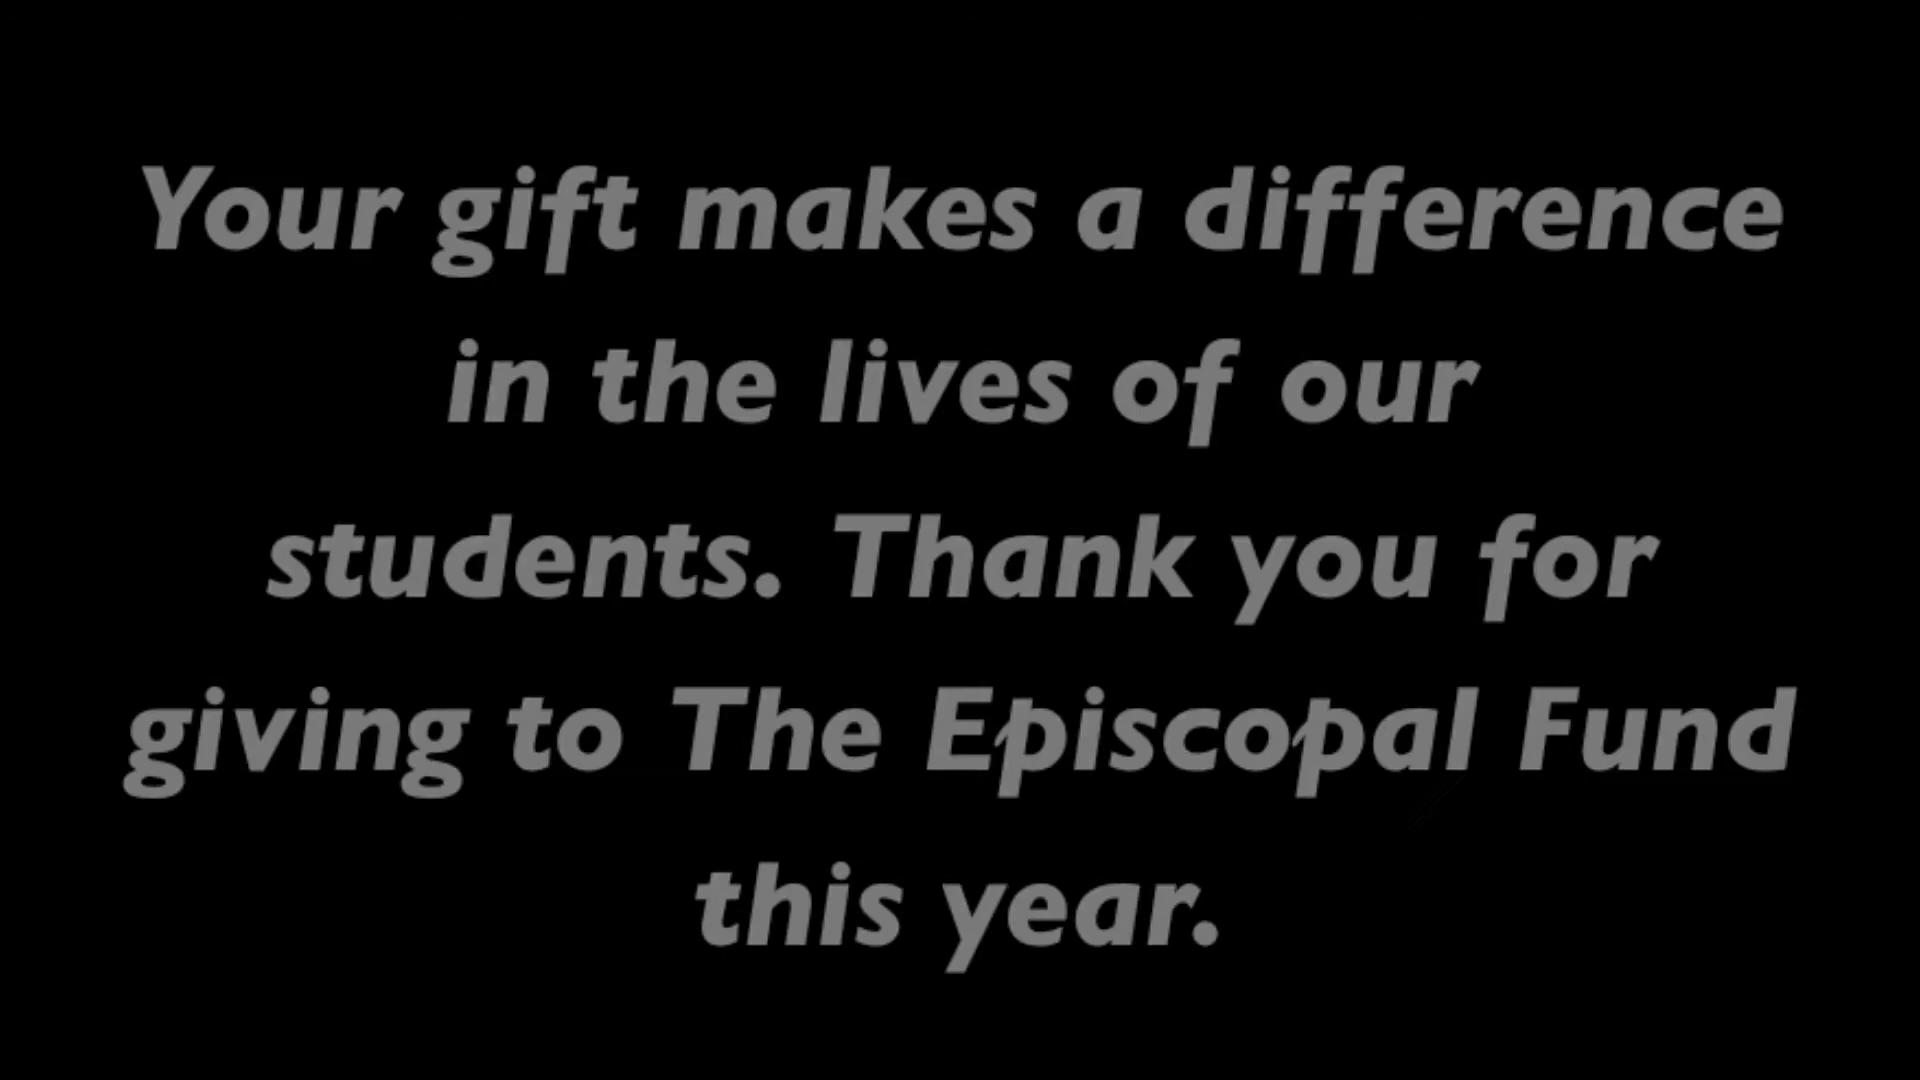 Your gift makes a difference
in the lives of our
students. Thank you for
giving to The Episcopal Fund
this year.